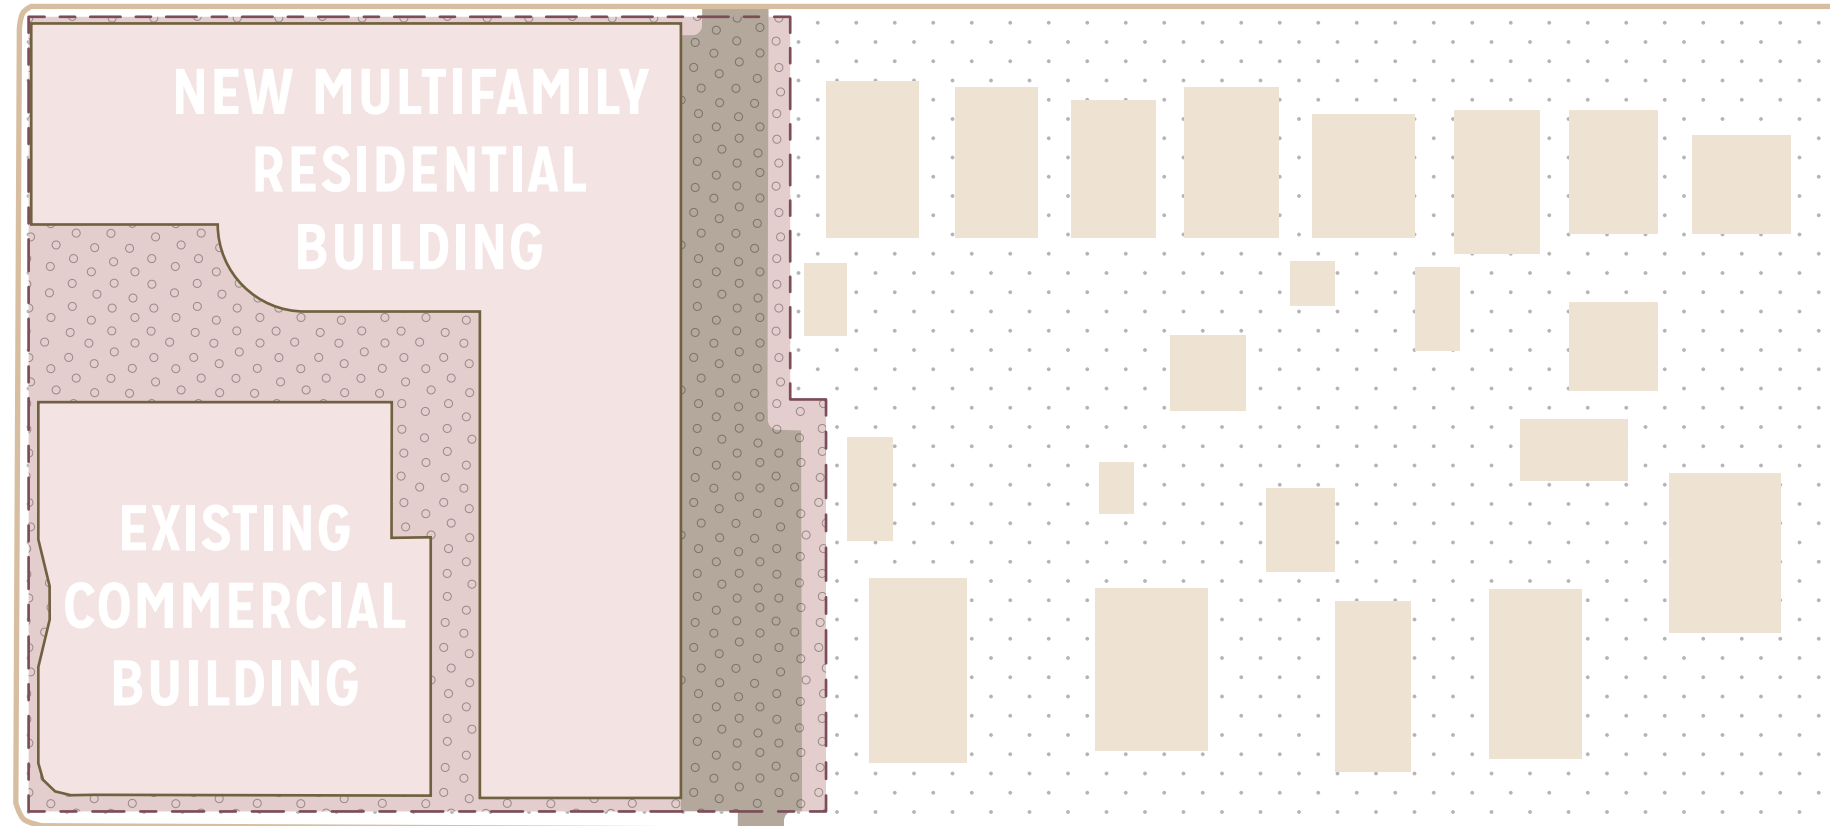 NEW MULTIFAMILY
RESIDENTIAL
BUILDING
EXISTING
COMMERCIAL
BUILDING